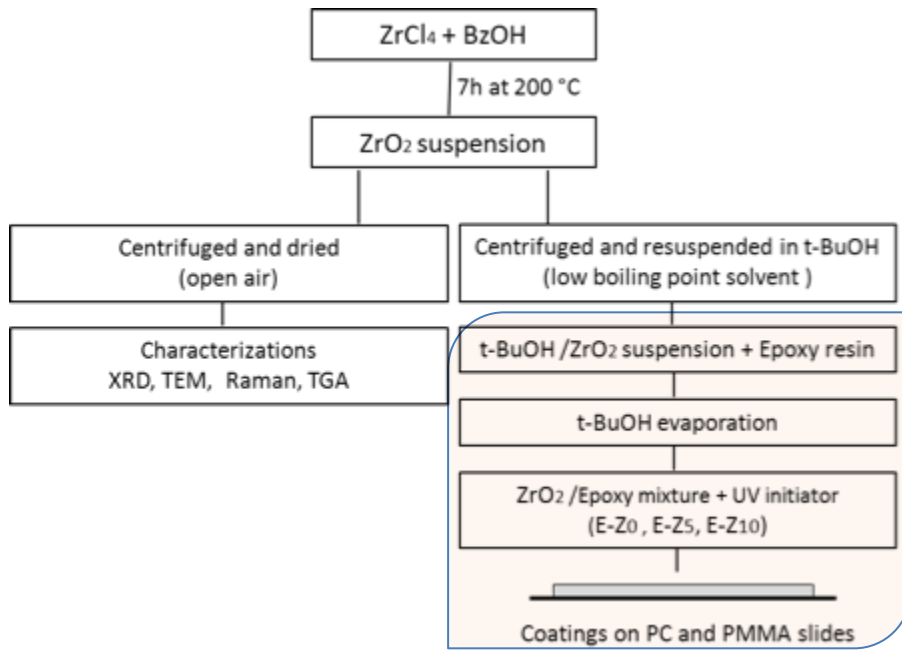 ZrCl4 + BzOH
7h at 200 °C
ZrO2 suspension
Centrifuged and dried
(open air)
Characterizations
XRD, TEM, Raman, TGA
Centrifuged and resuspended in t-BuOH
(low boiling point solvent )
t-BuOH /ZrO2 suspension + Epoxy resin
t-BuOH evaporation
ZrO2 /Epoxy mixture + UV initiator
(E-Z0 , E-Z5, E-Z10)
Coatings on PC and PMMA slides